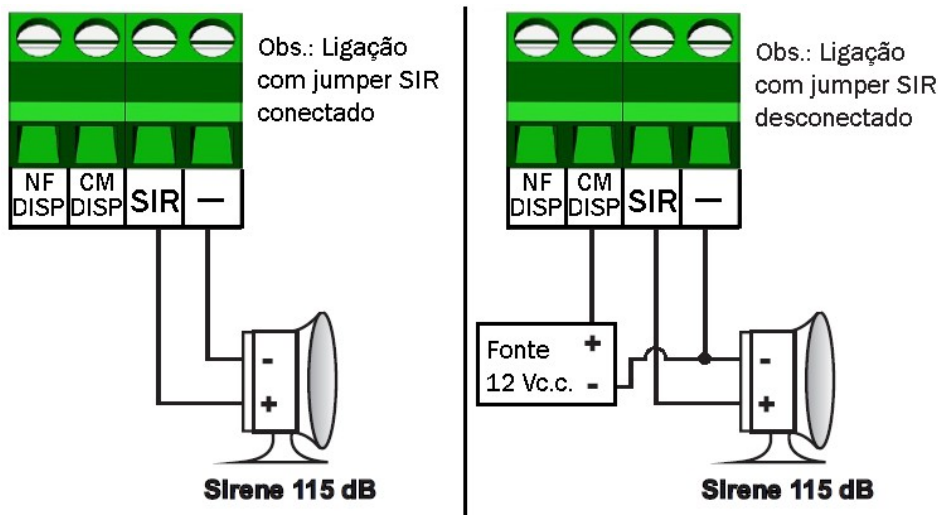 Obs.: Ligação
com jumper SIR
conectado
NF DISP
CM DISP
SIR
—
-
+
Sirene 115 dB
Obs.: Ligação
com jumper SIR
desconectado
NF DISP
CM DISP
SIR
—
Fonte +
12 Vc.c. -
-
+
Sirene 115 dB